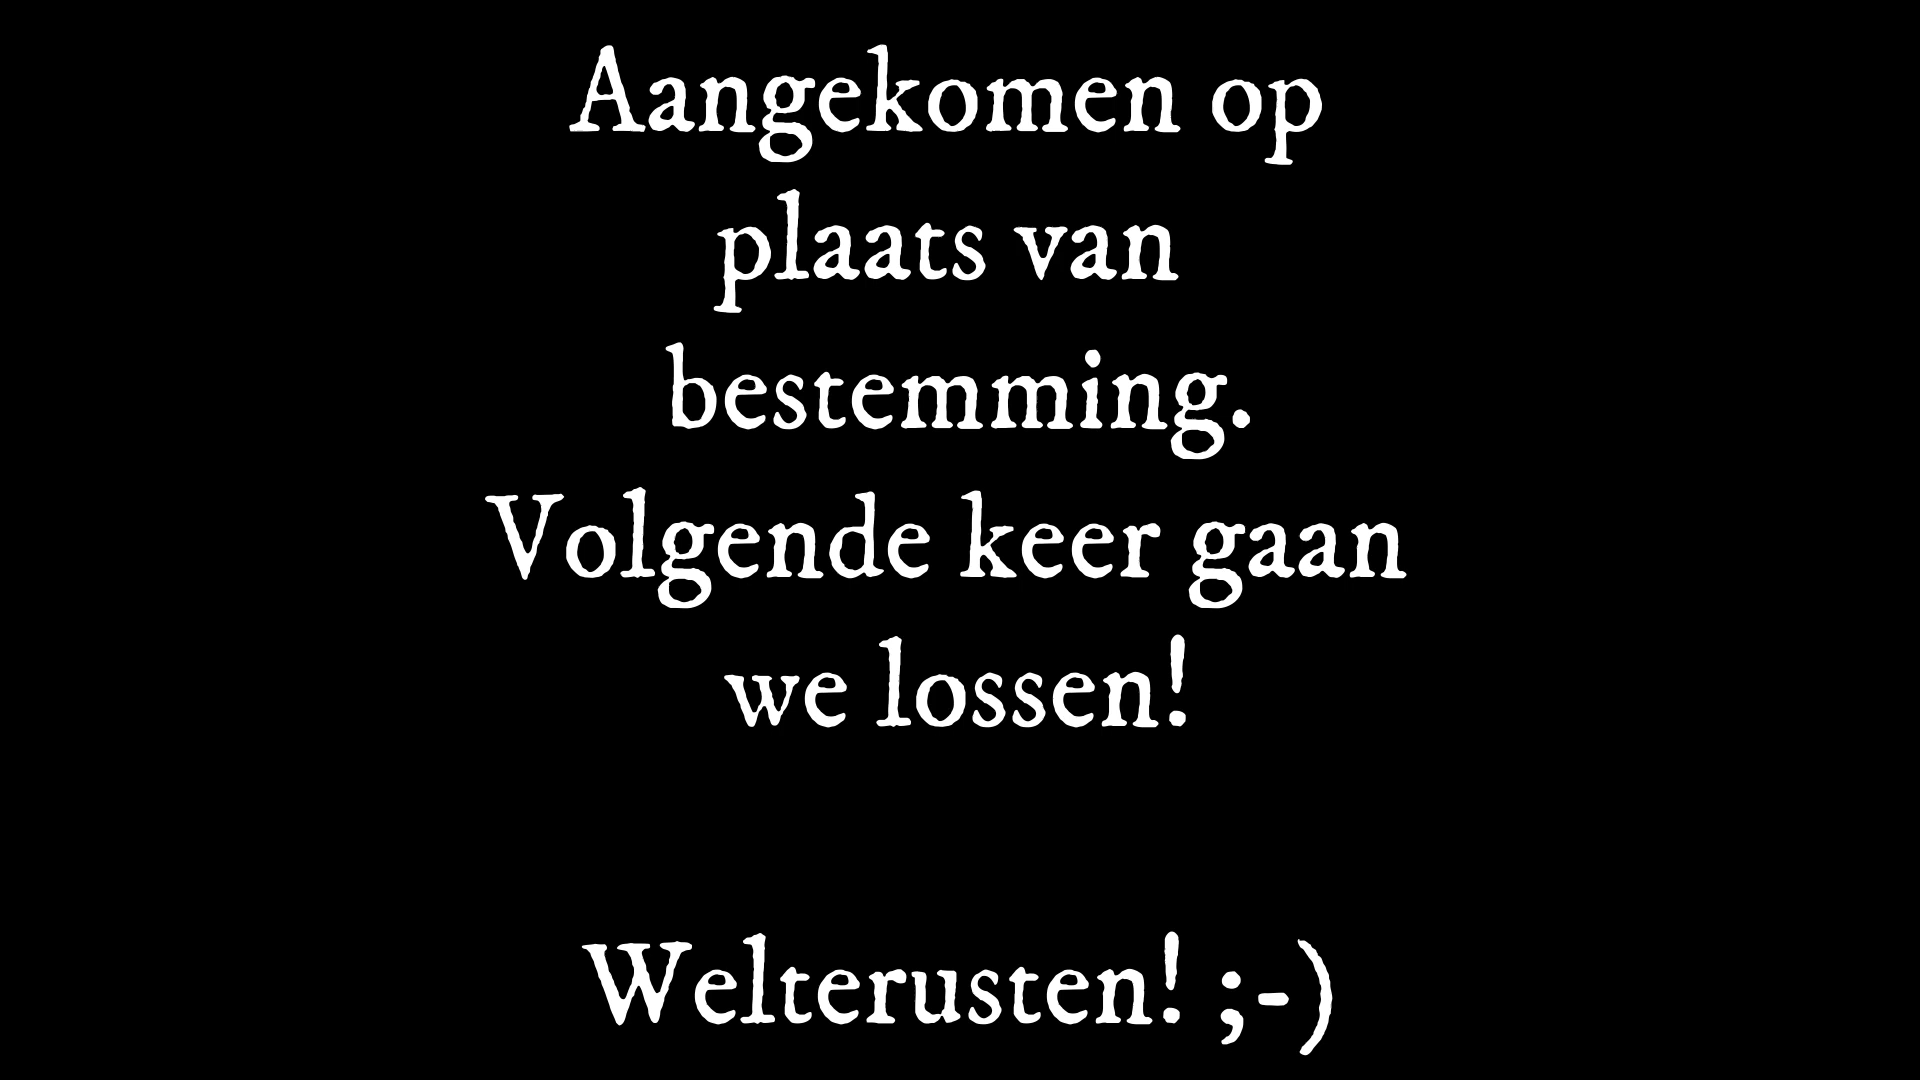 Aangekomen op
plaats van
bestemming.
Volgende keer gaan
we lossen!
Welterusten! ;-)